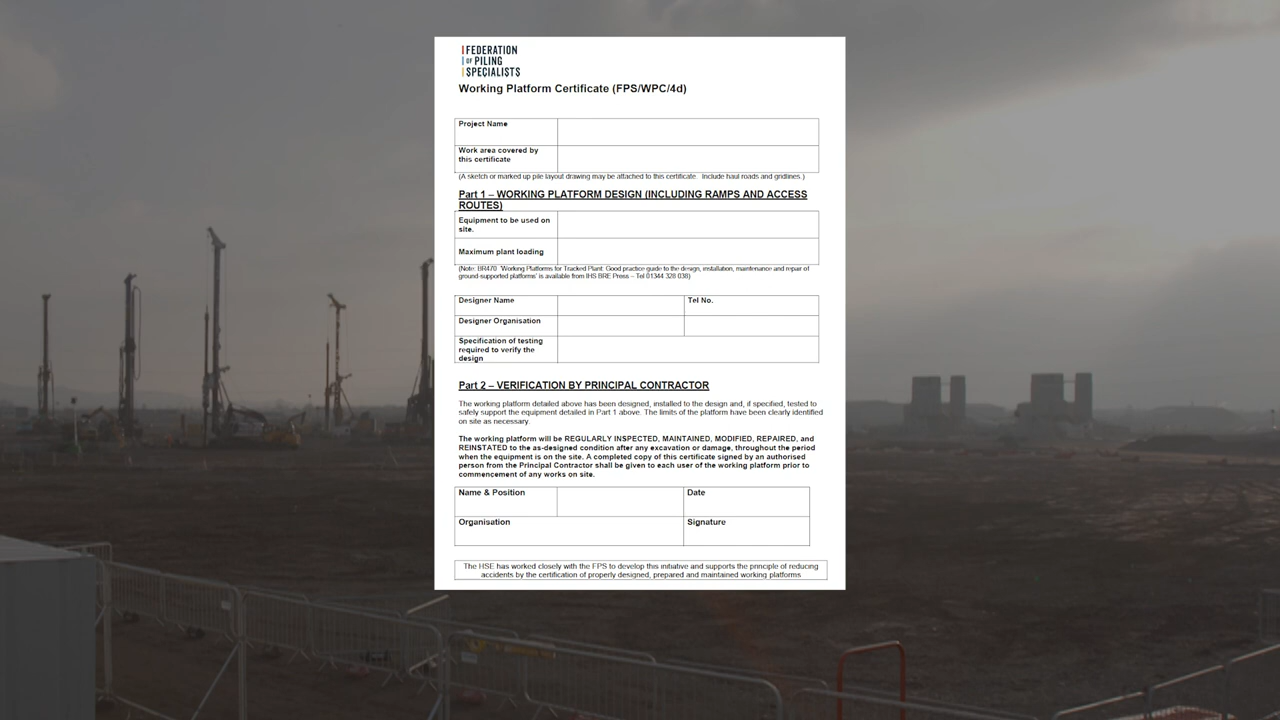 FEDERATION
OF PILING
SPECIALISTS
Working Platform Certificate (FPS/WPC/4d)
Project Name
Work area covered by
this certificate
(A sketch or marked up pile layout drawing may be attached to this certificate. Include haul roads and gridlines.)
Part 1 – WORKING PLATFORM DESIGN (INCLUDING RAMPS AND ACCESS
ROUTES)
Equipment to be used on
site.
Maximum plant loading
(Note: BR470 'Working Platforms for Tracked Plant: Good practice guide to the design, installation, maintenance and repair of
ground-supported platforms' is available from IHS BRE Press – Tel 01344 328 038)
Designer Name
Tel No.
Designer Organisation
Specification of testing
required to verify the
design
Part 2 – VERIFICATION BY PRINCIPAL CONTRACTOR
The working platform detailed above has been designed, installed to the design and, if specified, tested to
safely support the equipment detailed in Part 1 above. The limits of the platform have been clearly identified
on site as necessary.
The working platform will be REGULARLY INSPECTED, MAINTAINED, MODIFIED, REPAIRED, and
REINSTATED to the as-designed condition after any excavation or damage, throughout the period
when the equipment is on the site. A completed copy of this certificate signed by an authorised
person from the Principal Contractor shall be given to each user of the working platform prior to
commencement of any works on site.
Name & Position
Date
Organisation
Signature
The HSE has worked closely with the FPS to develop this initiative and supports the principle of reducing
accidents by the certification of properly designed, prepared and maintained working platforms